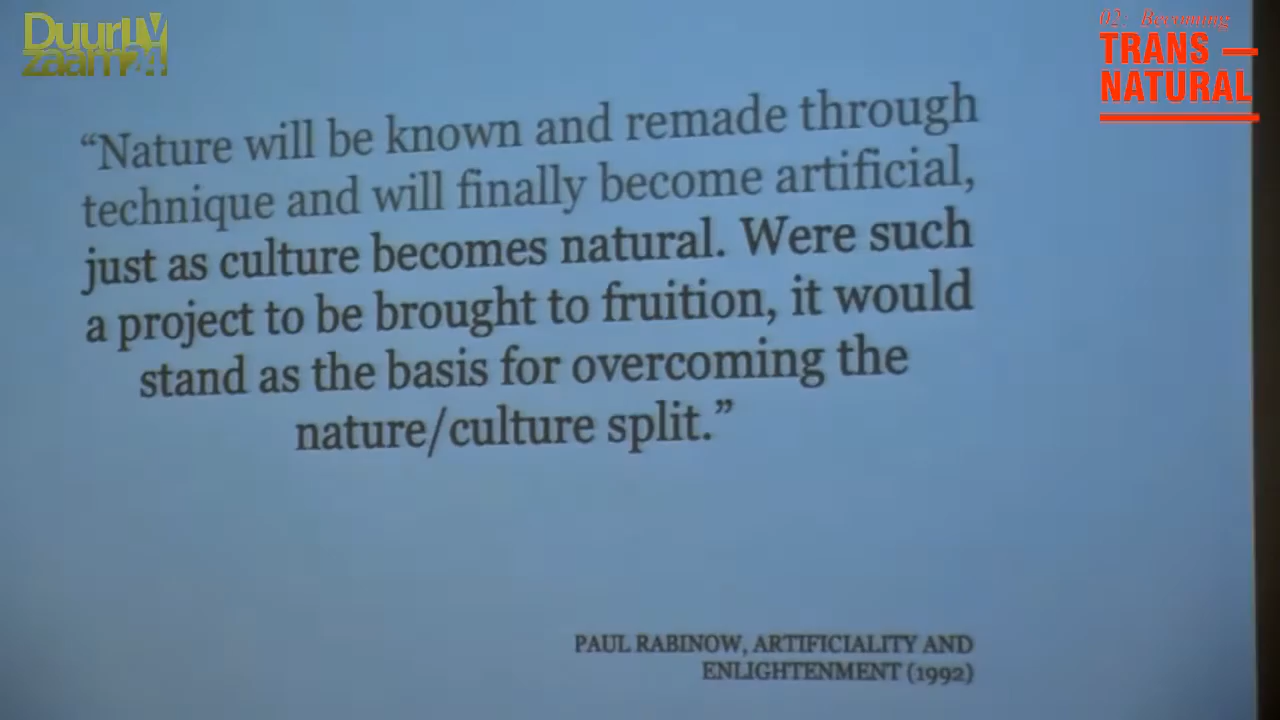 Duurzaam24 TV
02: Becoming
TRANS —
NATURAL
“Nature will be known and remade through
technique and will finally become artificial,
just as culture becomes natural. Were such
a project to be brought to fruition, it would
stand as the basis for overcoming the
nature/culture split.”
PAUL RABINOW, ARTIFICIALITY AND
ENLIGHTENMENT (1992)